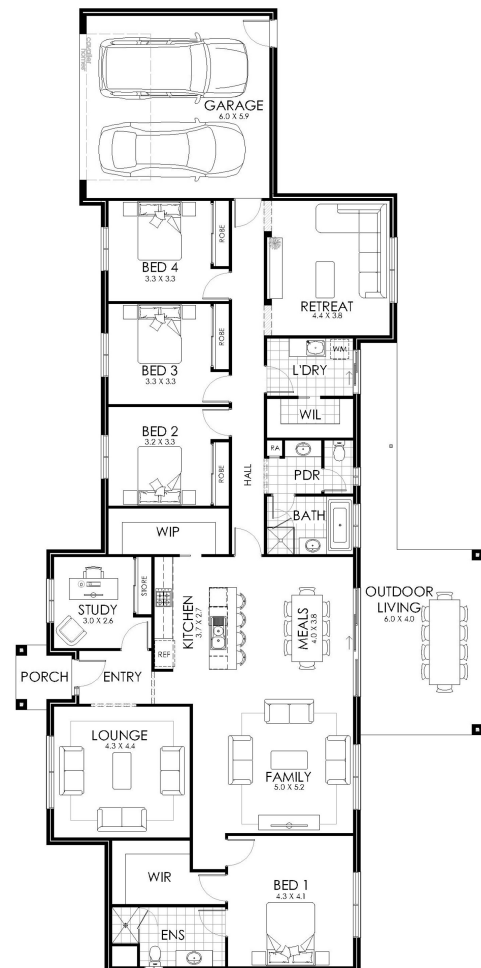 cavalier
homes
GARAGE
6.0 X 5.9
BED 4
3.3 X 3.3
ROBE
RETREAT
4.4 X 3.8
BED 3
3.3 X 3.3
ROBE
L'DRY
WM
WIL
BED 2
3.2 X 3.3
ROBE
HALL
RA
PDR
BATH
WIP
STUDY
3.0 X 2.6
STORE
KITCHEN
3.7 X 2.7
REF
MEALS
4.0 X 3.8
OUTDOOR
LIVING
6.0 X 4.0
PORCH
ENTRY
LOUNGE
4.3 X 4.4
FAMILY
5.0 X 5.2
WIR
BED 1
4.3 X 4.1
ENS